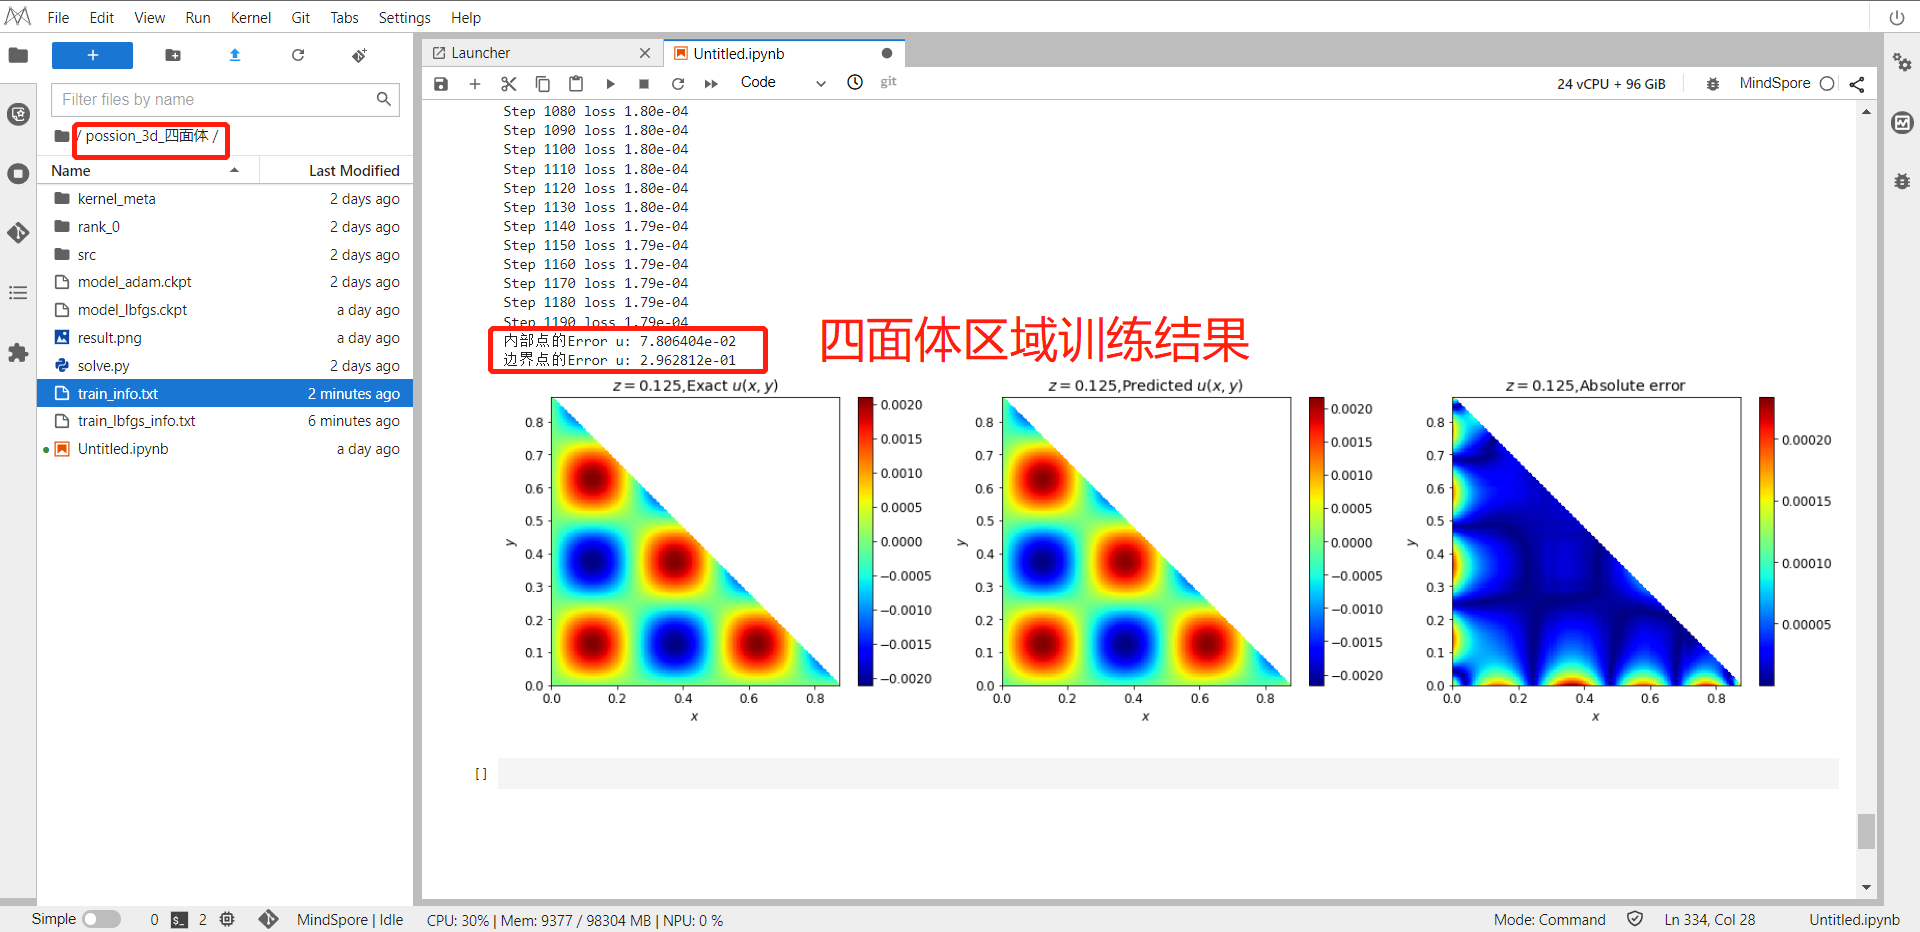 File Edit View Run Kernel Git Tabs Settings Help
+
Filter files by name
/ possion_3d_四面体 /
Name Last Modified
kernel_meta 2 days ago
rank_0 2 days ago
src 2 days ago
model_adam.ckpt 2 days ago
model_lbfgs.ckpt a day ago
result.png a day ago
solve.py 2 days ago
train_info.txt 2 minutes ago
train_lbfgs_info.txt 6 minutes ago
Untitled.ipynb a day ago
Launcher Untitled.ipynb
Code git 24 vCPU + 96 GiB MindSpore
Step 1080 loss 1.80e-04
Step 1090 loss 1.80e-04
Step 1100 loss 1.80e-04
Step 1110 loss 1.80e-04
Step 1120 loss 1.80e-04
Step 1130 loss 1.80e-04
Step 1140 loss 1.79e-04
Step 1150 loss 1.79e-04
Step 1160 loss 1.79e-04
Step 1170 loss 1.79e-04
Step 1180 loss 1.79e-04
Step 1190 loss 1.79e-04
内部点的Error u: 7.806404e-02
边界点的Error u: 2.962812e-01
四面体区域训练结果
z = 0.125,Exact u(x, y)
0.8
0.7
0.6
0.5
0.4
0.3
0.2
0.1
0.0
y
0.0 0.2 0.4 0.6 0.8
x
0.0020
0.0015
0.0010
0.0005
0.0000
−0.0005
−0.0010
−0.0015
−0.0020
z = 0.125,Predicted u(x, y)
0.8
0.7
0.6
0.5
0.4
0.3
0.2
0.1
0.0
y
0.0 0.2 0.4 0.6 0.8
x
0.0020
0.0015
0.0010
0.0005
0.0000
−0.0005
−0.0010
−0.0015
−0.0020
z = 0.125,Absolute error
0.8
0.7
0.6
0.5
0.4
0.3
0.2
0.1
0.0
y
0.0 0.2 0.4 0.6 0.8
x
0.00020
0.00015
0.00010
0.00005
[ ]
Simple 0 2 MindSpore | Idle CPU: 30% | Mem: 9377 / 98304 MB | NPU: 0 % Mode: Command Ln 334, Col 28 Untitled.ipynb